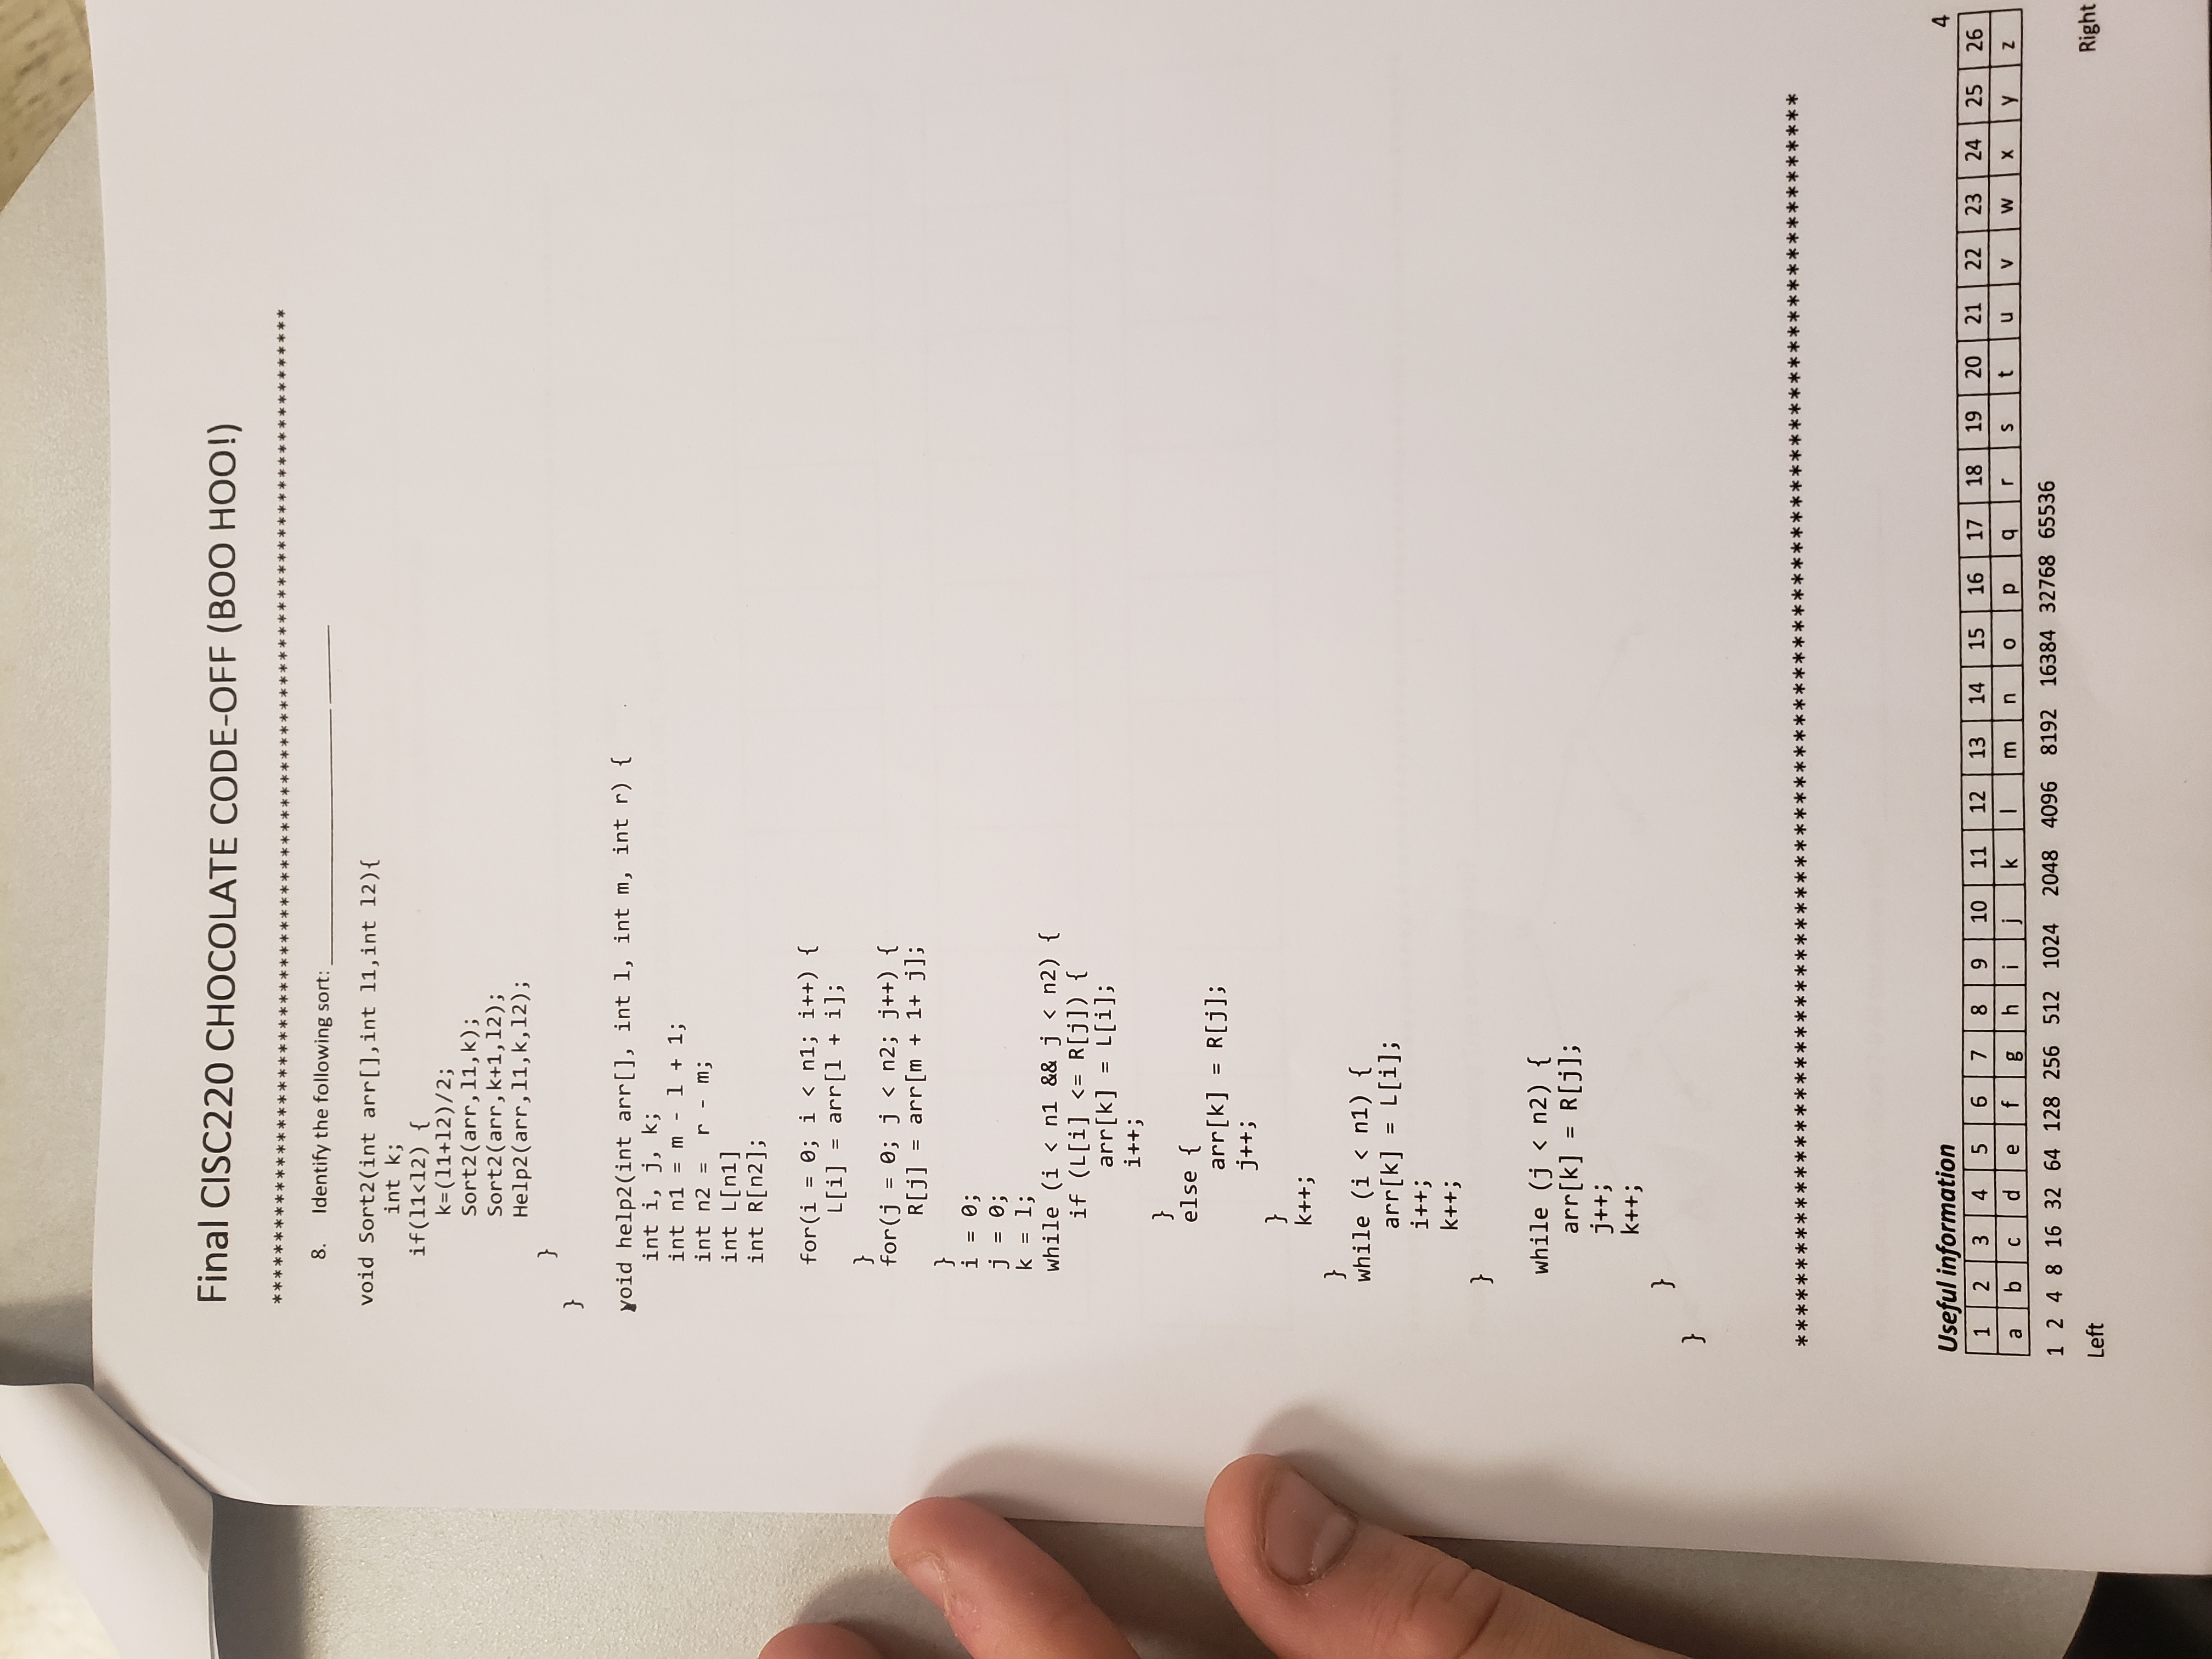 Final CISC220 CHOCOLATE CODE-OFF (BOO HOO!)
********************************************************************************
8. Identify the following sort: ______________________ _______
void Sort2(int arr[],int l1,int l2){
int k;
if(l1<l2) {
k=(l1+l2)/2;
Sort2(arr,l1,k);
Sort2(arr,k+1,l2);
Help2(arr,l1,k,l2);
}
}
void help2(int arr[], int l, int m, int r) {
int i, j, k;
int n1 = m - l + 1;
int n2 =  r - m;
int L[n1]
int R[n2];
for(i = 0; i < n1; i++) {
L[i] = arr[l + i];
}
for(j = 0; j < n2; j++) {
R[j] = arr[m + 1+ j];
}
i = 0;
j = 0;
k = l;
while (i < n1 && j < n2) {
if (L[i] <= R[j]) {
arr[k] = L[i];
i++;
}
else {
arr[k] = R[j];
j++;
}
k++;
}
while (i < n1) {
arr[k] = L[i];
i++;
k++;
}
while (j < n2) {
arr[k] = R[j];
j++;
k++;
}
}
********************************************************************************
4
Useful information
1 2 3 4 5 6 7 8 9 10 11 12 13 14 15 16 17 18 19 20 21 22 23 24 25 26
a b c d e f g h i j k l m n o p q r s t u v w x y z
1 2 4 8 16 32 64 128 256 512 1024 2048 4096 8192 16384 32768 65536
Left Right